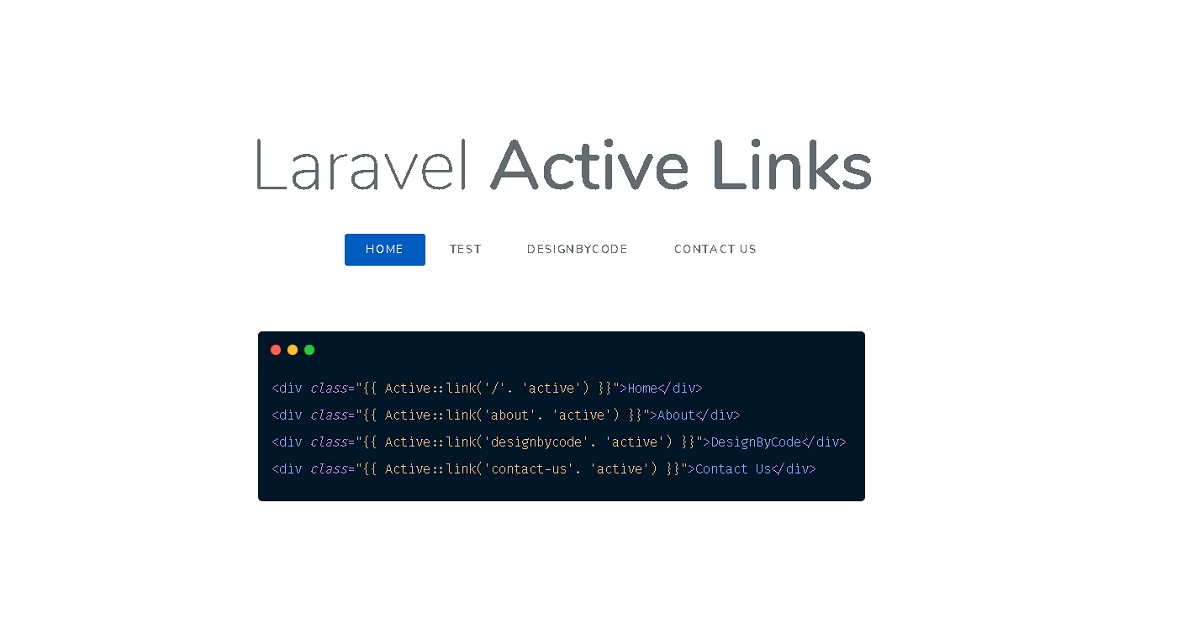 Laravel Active Links
HOME TEST DESIGNBYCODE CONTACT US
<div class="{{ Active::link('/'. 'active') }}">Home</div>
<div class="{{ Active::link('about'. 'active') }}">About</div>
<div class="{{ Active::link('designbycode'. 'active') }}">DesignByCode</div>
<div class="{{ Active::link('contact-us'. 'active') }}">Contact Us</div>